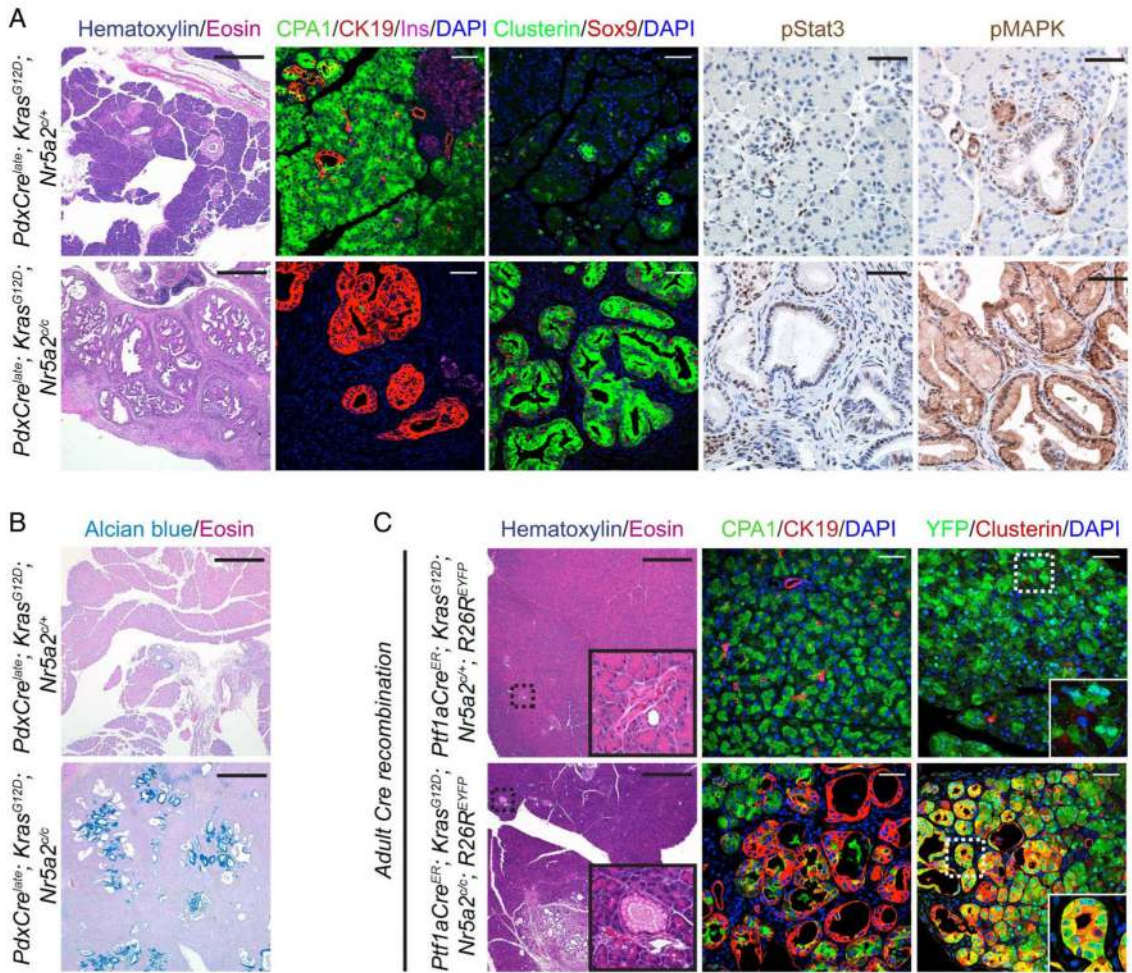 A
Hematoxylin/Eosin
CPA1/CK19/Ins/DAPI
Clusterin/Sox9/DAPI
pStat3
pMAPK
PdxCre^late; Kras^G12D;
Nr5a2^c/+
PdxCre^late; Kras^G12D;
Nr5a2^c/c
B
Alcian blue/Eosin
PdxCre^late; Kras^G12D;
Nr5a2^c/+
PdxCre^late; Kras^G12D;
Nr5a2^c/c
C
Hematoxylin/Eosin
CPA1/CK19/DAPI
YFP/Clusterin/DAPI
Adult Cre recombination
Ptf1aCre^ER; Kras^G12D;
Nr5a2^c/+; R26R^EYFP
Ptf1aCre^ER; Kras^G12D;
Nr5a2^c/c; R26R^EYFP